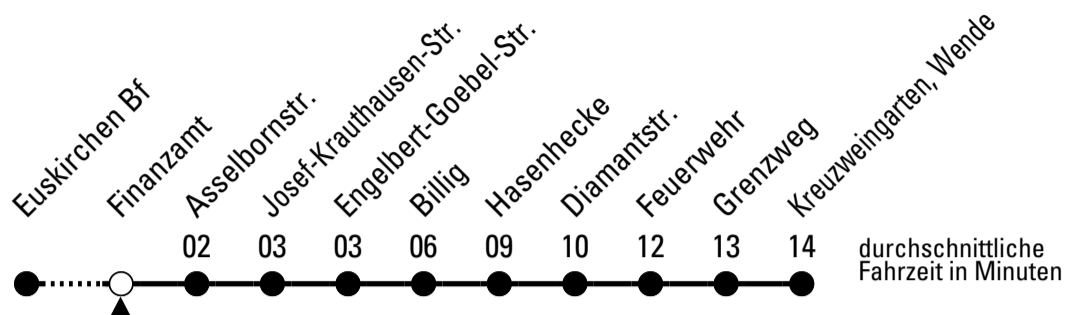 Euskirchen Bf
Finanzamt
Asselbornstr.
Josef-Krauthausen-Str.
Engelbert-Goebel-Str.
Billig
Hasenhecke
Diamantstr.
Feuerwehr
Grenzweg
Kreuzweingarten, Wende
02 03 03 06 09 10 12 13 14
durchschnittliche
Fahrzeit in Minuten